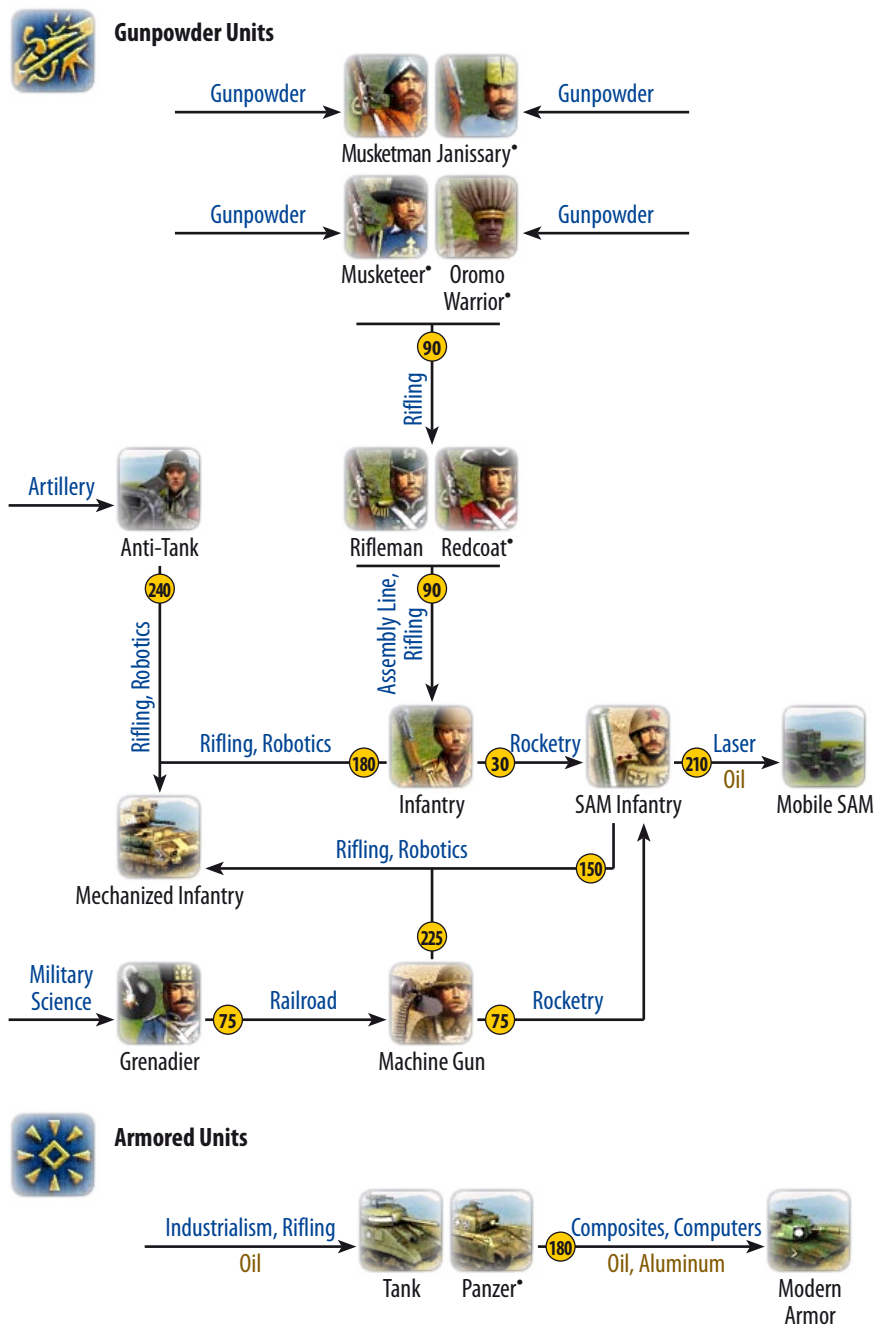 Gunpowder Units
Gunpowder
Gunpowder
Musketman
Janissary•
Gunpowder
Gunpowder
Musketeer•
Oromo
Warrior•
90
Rifling
Artillery
Anti-Tank
Rifleman
Redcoat•
240
90
Rifling, Robotics
Assembly Line,
Rifling
Rifling, Robotics
180
30
Rocketry
210
Laser
Oil
Infantry
SAM Infantry
Mobile SAM
Rifling, Robotics
150
Mechanized Infantry
225
Military
Science
75
Railroad
75
Rocketry
Grenadier
Machine Gun
Armored Units
Industrialism, Rifling
Oil
180
Composites, Computers
Oil, Aluminum
Tank
Panzer•
Modern
Armor